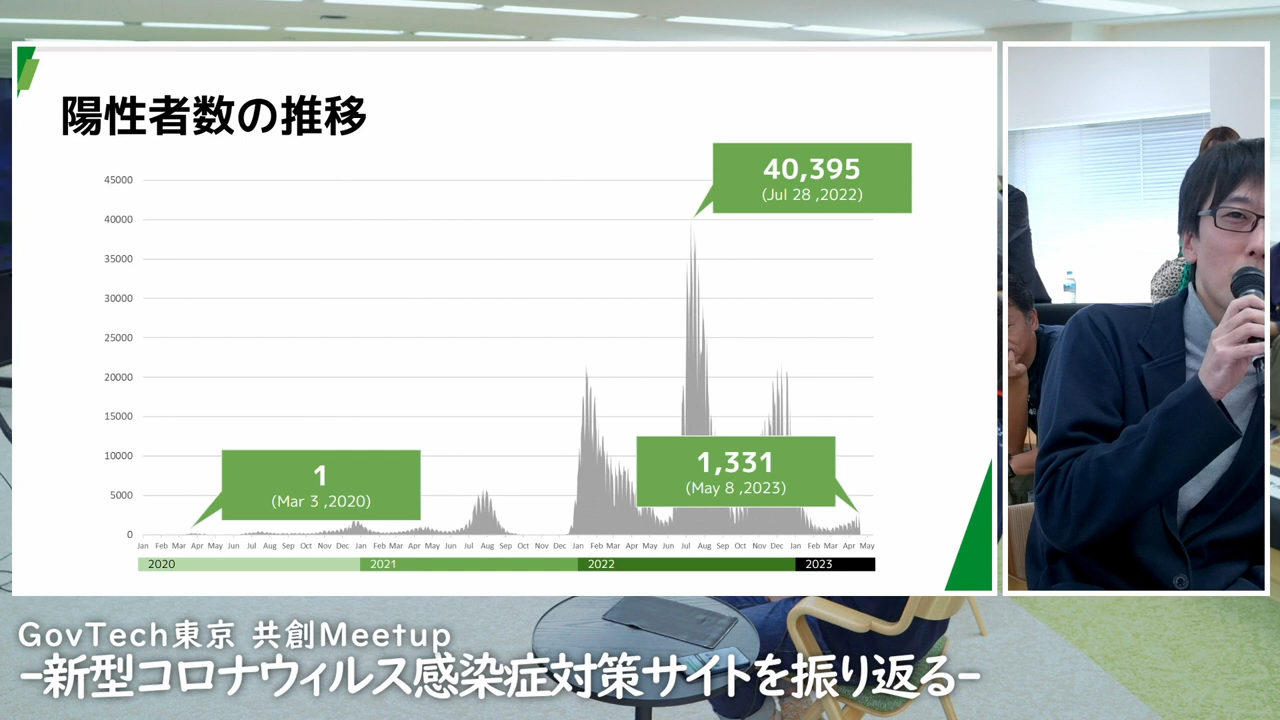 陽性者数の推移
40,395
(Jul 28 ,2022)
45000
40000
35000
30000
25000
20000
15000
10000
5000
0
1
(Mar 3 ,2020)
1,331
(May 8 ,2023)
Jan Feb Mar Apr May Jun Jul Aug Sep Oct Nov Dec Jan Feb Mar Apr May Jun Jul Aug Sep Oct Nov Dec Jan Feb Mar Apr May Jun Jul Aug Sep Oct Nov Dec Jan Feb Mar Apr May
2020 2021 2022 2023
GovTech東京 共創Meetup
-新型コロナウィルス感染症対策サイトを振り返る-